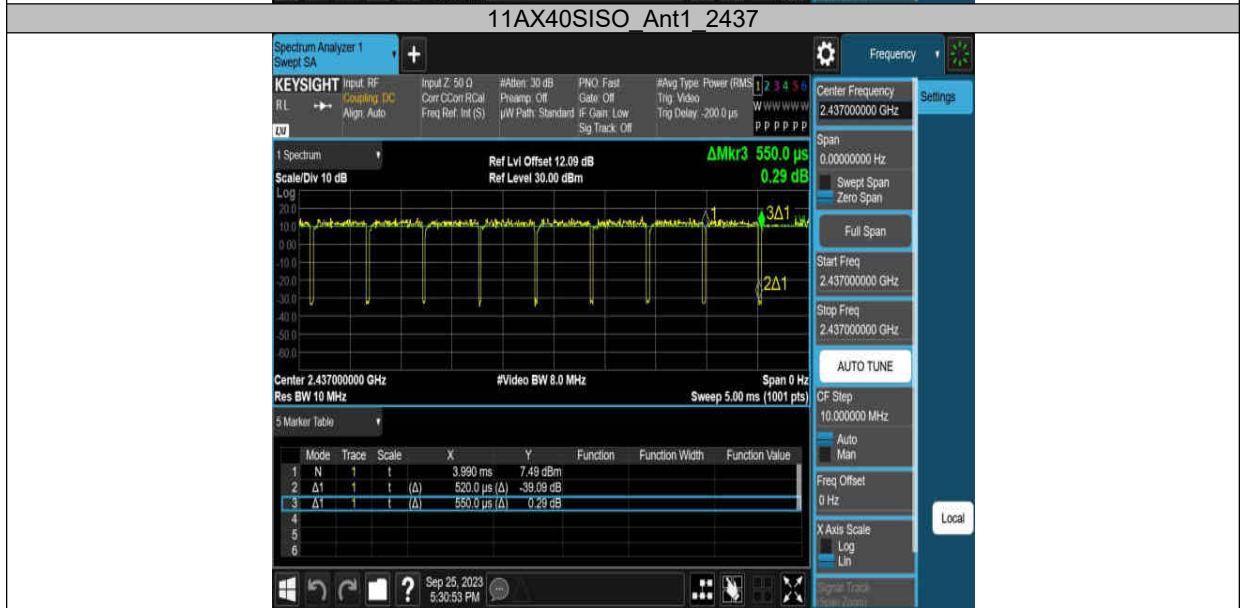 11AX40SISO_Ant1_2437
Spectrum Analyzer 1
Swept SA
+
Frequency
KEYSIGHT Input: RF Input Z: 50 Ω #Atten: 30 dB PNO: Fast #Avg Type: Power (RMS 1 2 3 4 5 6
RL Coupling: DC Corr CCorr RCal Preamp: Off Gate: Off Trig: Video W W W W W W
Align: Auto Freq Ref: Int (S) µW Path: Standard IF Gain: Low Trig Delay: -200.0 µs
Sig Track: Off P P P P P P
LXI
1 Spectrum
Ref Lvl Offset 12.09 dB
ΔMkr3 550.0 µs
Scale/Div 10 dB
Ref Level 30.00 dBm
0.29 dB
Log
20.0
10.0
0.00
-10.0
-20.0
-30.0
-40.0
-50.0
-60.0
1
3Δ1
2Δ1
Center 2.437000000 GHz #Video BW 8.0 MHz Span 0 Hz
Res BW 10 MHz Sweep 5.00 ms (1001 pts)
5 Marker Table
Mode Trace Scale X Y Function Function Width Function Value
1 N 1 t 3.990 ms 7.49 dBm
2 Δ1 1 t (Δ) 520.0 µs (Δ) -39.09 dB
3 Δ1 1 t (Δ) 550.0 µs (Δ) 0.29 dB
4
5
6
Center Frequency
2.437000000 GHz
Settings
Span
0.00000000 Hz
Swept Span
Zero Span
Full Span
Start Freq
2.437000000 GHz
Stop Freq
2.437000000 GHz
AUTO TUNE
CF Step
10.000000 MHz
Auto
Man
Freq Offset
0 Hz
X Axis Scale
Log
Lin
Signal Track
(Span Zoom)
Local
?
Sep 25, 2023
5:30:53 PM